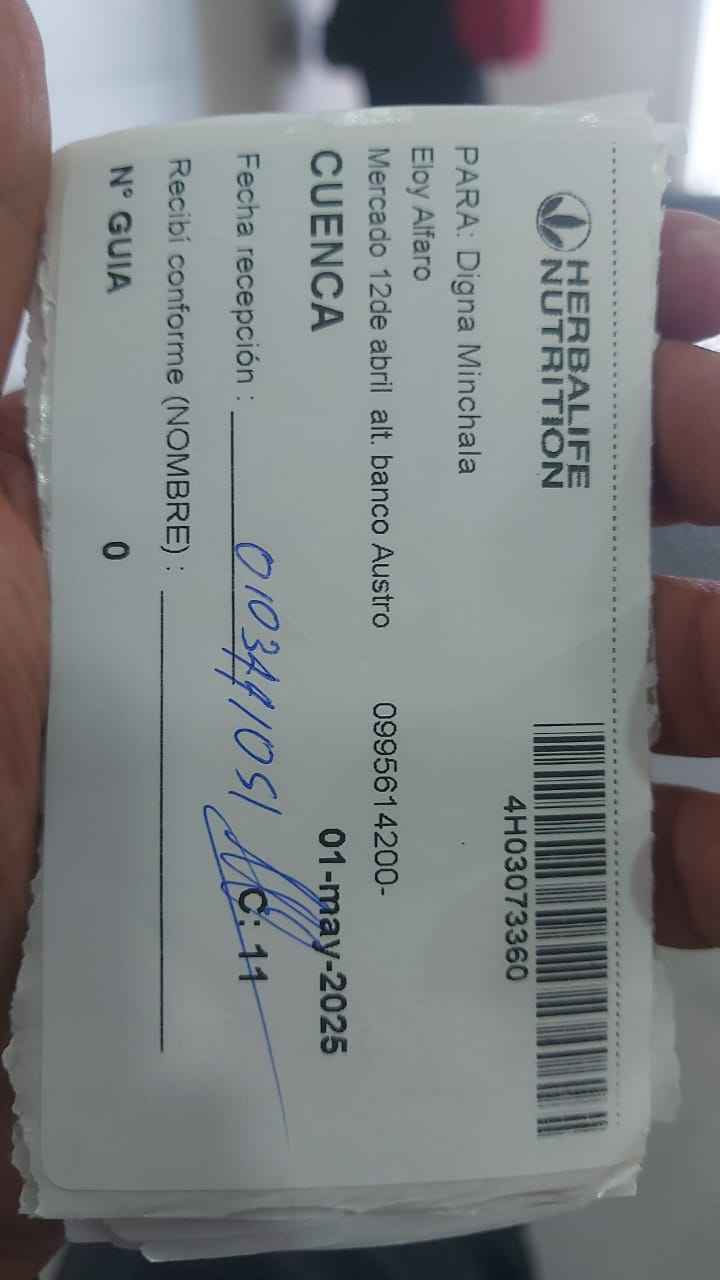 HERBALIFE
NUTRITION
4H03073360
PARA: Digna Minchala
Eloy Alfaro
Mercado 12de abril alt. banco Austro 0995614200-
CUENCA 01-may-2025
Fecha recepción : C: 11
Recibí conforme (NOMBRE) :
N° GUIA 0